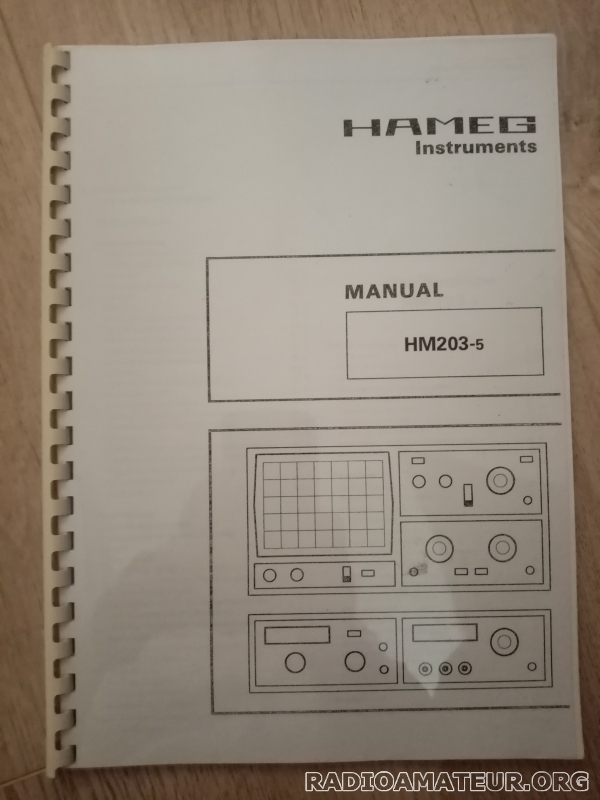 HAMEG
Instruments
MANUAL
HM203-5
RADIOAMATEUR.ORG